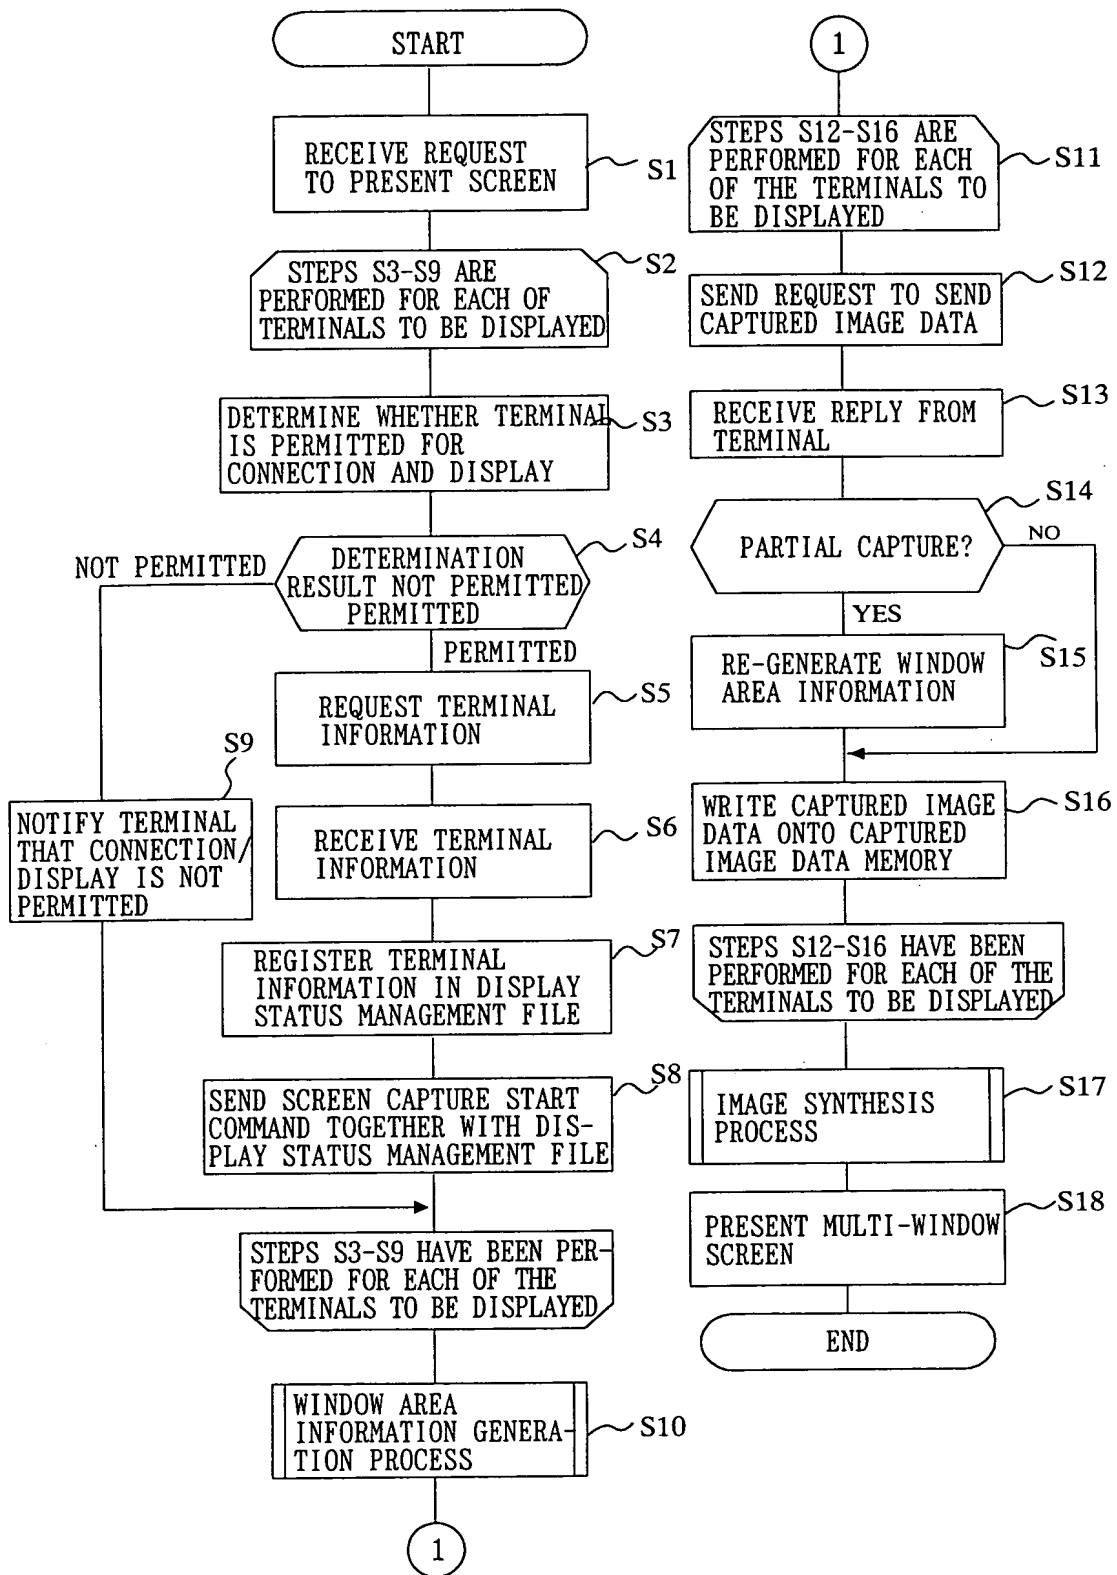 START
RECEIVE REQUEST
TO PRESENT SCREEN
S1
STEPS S3-S9 ARE
PERFORMED FOR EACH OF
TERMINALS TO BE DISPLAYED
S2
DETERMINE WHETHER TERMINAL
IS PERMITTED FOR
CONNECTION AND DISPLAY
S3
DETERMINATION
RESULT NOT PERMITTED
PERMITTED
S4
NOT PERMITTED
PERMITTED
REQUEST TERMINAL
INFORMATION
S5
S9
NOTIFY TERMINAL
THAT CONNECTION/
DISPLAY IS NOT
PERMITTED
RECEIVE TERMINAL
INFORMATION
S6
REGISTER TERMINAL
INFORMATION IN DISPLAY
STATUS MANAGEMENT FILE
S7
SEND SCREEN CAPTURE START
COMMAND TOGETHER WITH DIS-
PLAY STATUS MANAGEMENT FILE
S8
STEPS S3-S9 HAVE BEEN PER-
FORMED FOR EACH OF THE
TERMINALS TO BE DISPLAYED
WINDOW AREA
INFORMATION GENERA-
TION PROCESS
S10
1
1
STEPS S12-S16 ARE
PERFORMED FOR EACH
OF THE TERMINALS TO
BE DISPLAYED
S11
SEND REQUEST TO SEND
CAPTURED IMAGE DATA
S12
RECEIVE REPLY FROM
TERMINAL
S13
PARTIAL CAPTURE?
S14
NO
YES
RE-GENERATE WINDOW
AREA INFORMATION
S15
WRITE CAPTURED IMAGE
DATA ONTO CAPTURED
IMAGE DATA MEMORY
S16
STEPS S12-S16 HAVE BEEN
PERFORMED FOR EACH OF THE
TERMINALS TO BE DISPLAYED
IMAGE SYNTHESIS
PROCESS
S17
PRESENT MULTI-WINDOW
SCREEN
S18
END